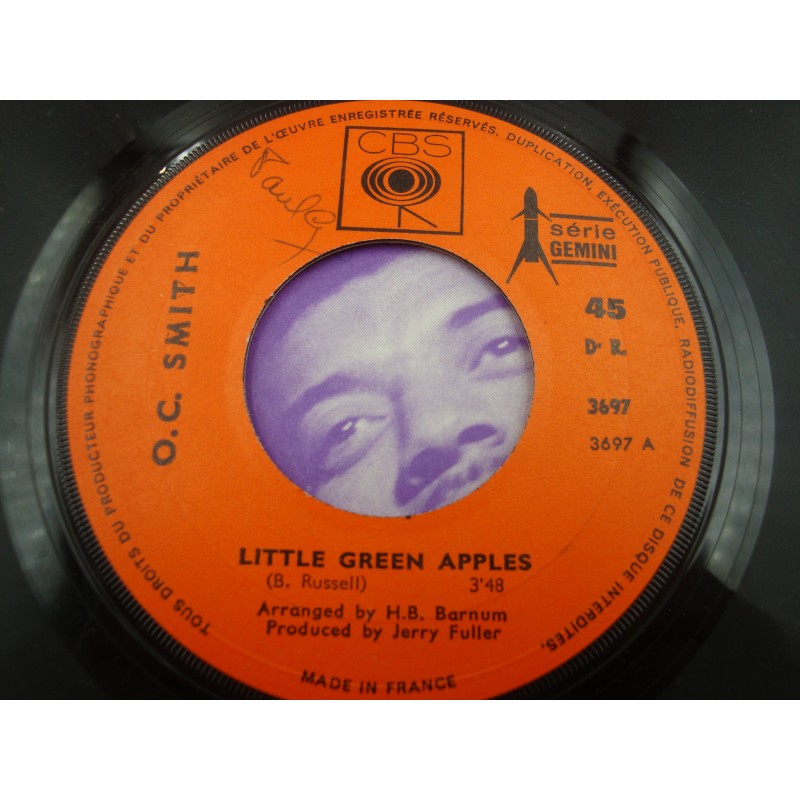 TOUS DROITS DU PRODUCTEUR PHONOGRAPHIQUE ET DU PROPRIÉTAIRE DE L'ŒUVRE ENREGISTRÉE RÉSERVÉS. DUPLICATION, EXÉCUTION PUBLIQUE, RADIODIFFUSION DE CE DISQUE INTERDITES.
CBS
série
GEMINI
O.C. SMITH
45
Dr R.
3697
3697 A
LITTLE GREEN APPLES
(B. Russell) 3'48
Arranged by H.B. Barnum
Produced by Jerry Fuller
MADE IN FRANCE